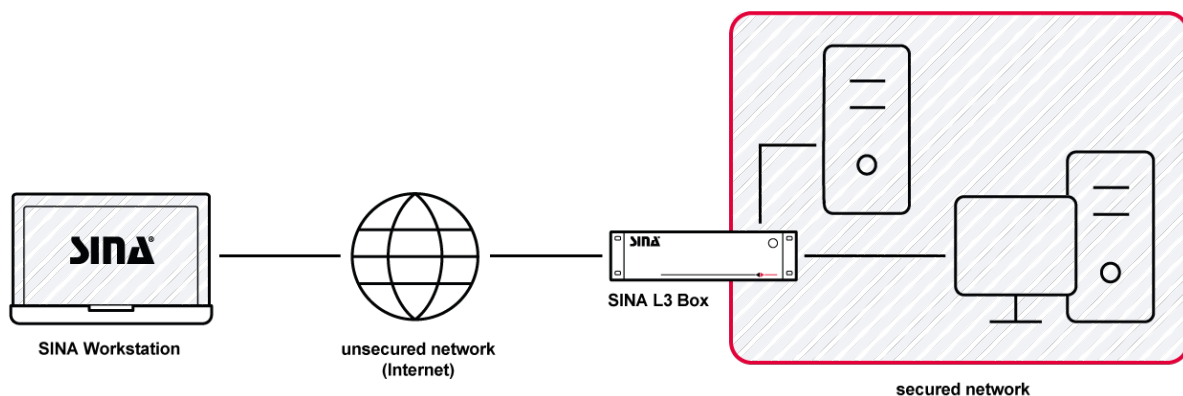 SINA®
SINA
SINA L3 Box
SINA Workstation
unsecured network
(Internet)
secured network